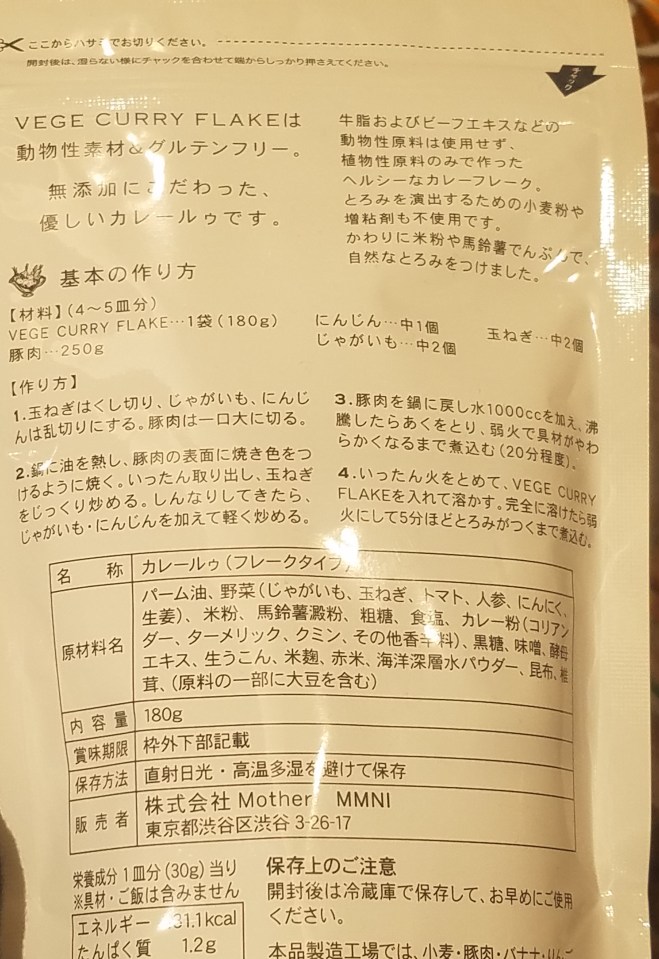 ここからハサミでお切りください。
開封後は、湿らない様にチャックを合わせて端からしっかり押さえてください。
チャック
VEGE CURRY FLAKEは
動物性素材&グルテンフリー。
無添加にこだわった、
優しいカレールゥです。
牛脂およびビーフエキスなどの
動物性原料は使用せず、
植物性原料のみで作った
ヘルシーなカレーフレーク。
とろみを演出するための小麦粉や
増粘剤も不使用です。
かわりに米粉や馬鈴薯でんぷんで、
自然なとろみをつけました。
基本の作り方
【材料】(4〜5皿分)
VEGE CURRY FLAKE…1袋(180g)
豚肉…250g
にんじん…中1個
じゃがいも…中2個
玉ねぎ…中2個
【作り方】
1.玉ねぎはくし切り、じゃがいも、にんじ
んは乱切りにする。豚肉は一口大に切る。
2.鍋に油を熱し、豚肉の表面に焼き色をつ
けるように焼く。いったん取り出し、玉ねぎ
をじっくり炒める。しんなりしてきたら、
じゃがいも・にんじんを加えて軽く炒める。
3.豚肉を鍋に戻し水1000ccを加え、沸
騰したらあくをとり、弱火で具材がやわ
らかくなるまで煮込む(20分程度)。
4.いったん火をとめて、VEGE CURRY
FLAKEを入れて溶かす。完全に溶けたら弱
火にして5分ほどとろみがつくまで煮込む。
名 称 カレールゥ(フレークタイプ)
原材料名 パーム油、野菜(じゃがいも、玉ねぎ、トマト、人参、にんにく、
生姜)、米粉、馬鈴薯澱粉、粗糖、食塩、カレー粉(コリアン
ダー、ターメリック、クミン、その他香辛料)、黒糖、味噌、酵母
エキス、生うこん、米麹、赤米、海洋深層水パウダー、昆布、椎
茸、(原料の一部に大豆を含む)
内容量 180g
賞味期限 枠外下部記載
保存方法 直射日光・高温多湿を避けて保存
販売者 株式会社Mother MMNI
東京都渋谷区渋谷 3-26-17
栄養成分 1皿分(30g)当り
※具材・ご飯は含みません
エネルギー 31.1kcal
たんぱく質 1.2g
保存上のご注意
開封後は冷蔵庫で保存して、お早めにご使用
ください。
本品製造工場では、小麦・豚肉・バナナ・りんご